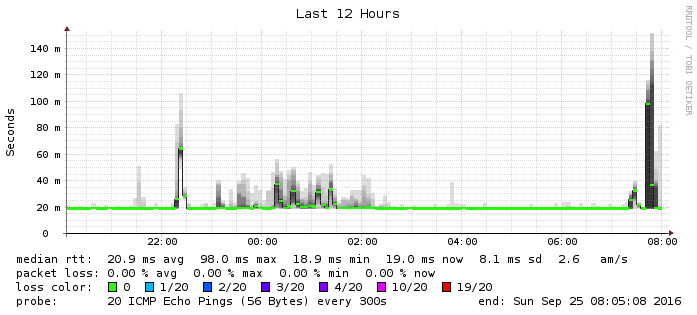 Last 12 Hours
RRDTOOL / TOBI OETIKER
Seconds
140 m
120 m
100 m
80 m
60 m
40 m
20 m
0
22:00 00:00 02:00 04:00 06:00 08:00
median rtt: 20.9 ms avg 98.0 ms max 18.9 ms min 19.0 ms now 8.1 ms sd 2.6 am/s
packet loss: 0.00 % avg 0.00 % max 0.00 % min 0.00 % now
loss color: 0 1/20 2/20 3/20 4/20 10/20 19/20
probe: 20 ICMP Echo Pings (56 Bytes) every 300s end: Sun Sep 25 08:05:08 2016